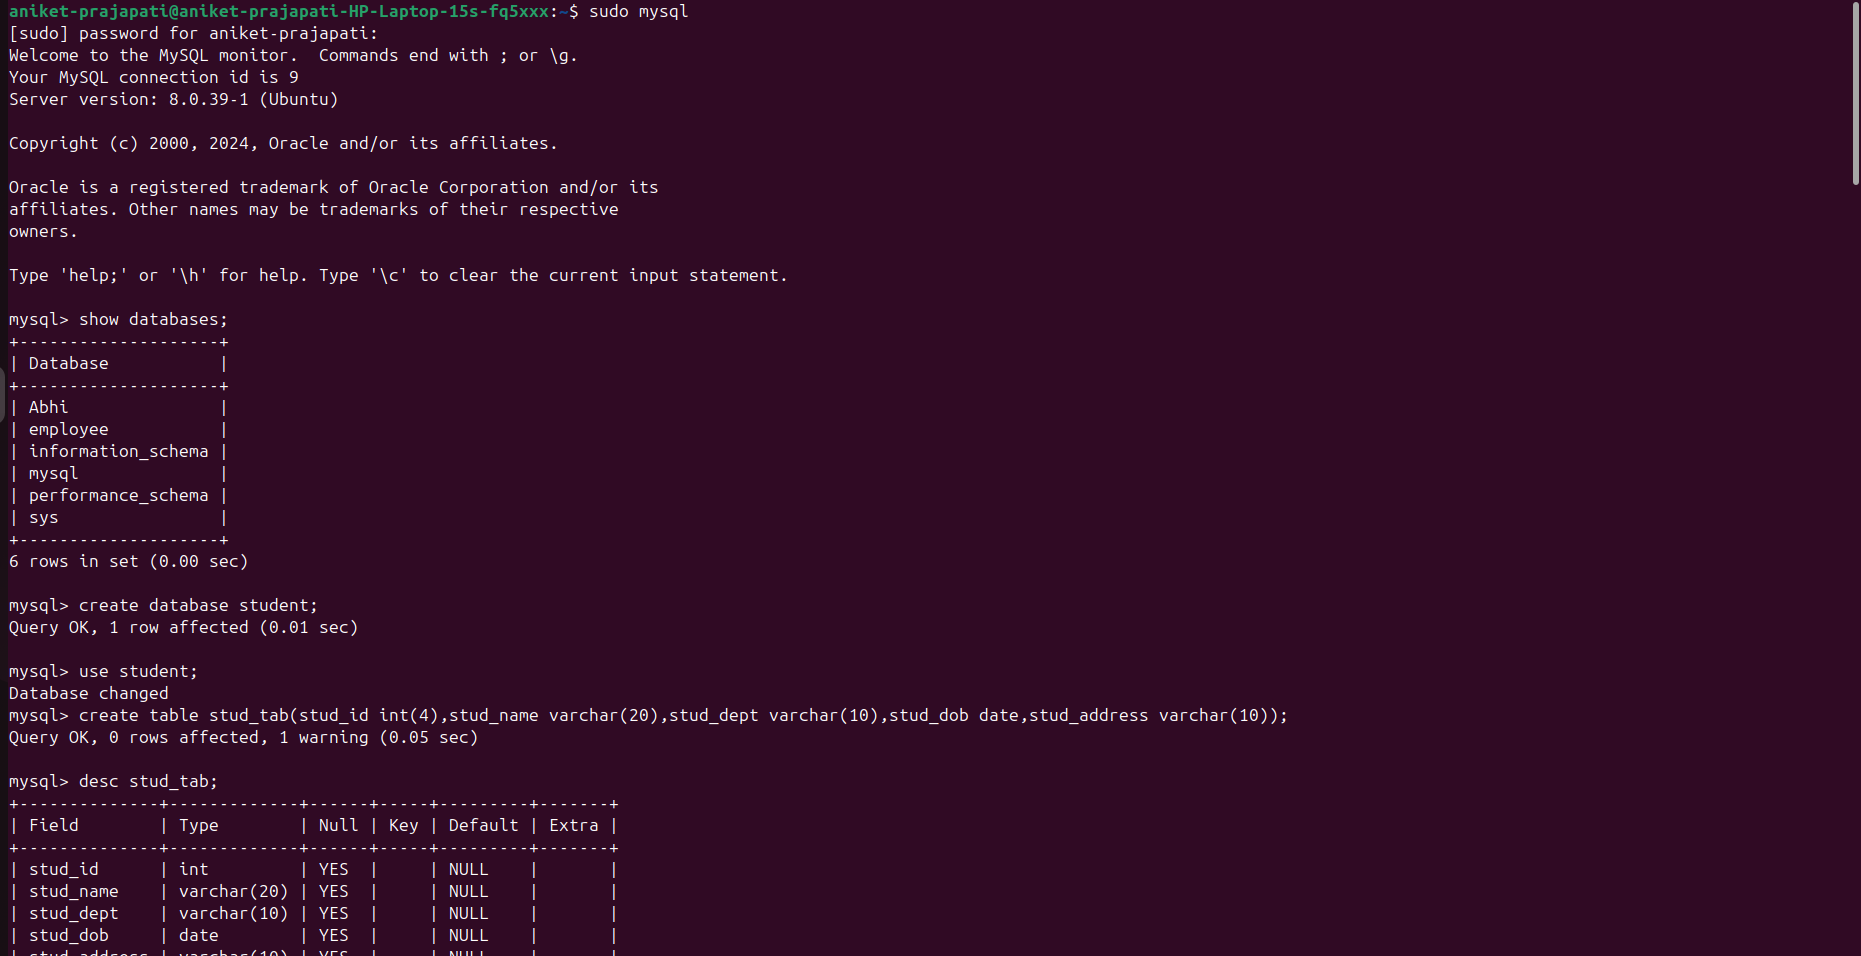 aniket-prajapati@aniket-prajapati-HP-Laptop-15s-fq5xxx:~$ sudo mysql
[sudo] password for aniket-prajapati:
Welcome to the MySQL monitor.  Commands end with ; or \g.
Your MySQL connection id is 9
Server version: 8.0.39-1 (Ubuntu)

Copyright (c) 2000, 2024, Oracle and/or its affiliates.

Oracle is a registered trademark of Oracle Corporation and/or its
affiliates. Other names may be trademarks of their respective
owners.

Type 'help;' or '\h' for help. Type '\c' to clear the current input statement.

mysql> show databases;
+--------------------+
| Database           |
+--------------------+
| Abhi               |
| employee           |
| information_schema |
| mysql              |
| performance_schema |
| sys                |
+--------------------+
6 rows in set (0.00 sec)

mysql> create database student;
Query OK, 1 row affected (0.01 sec)

mysql> use student;
Database changed
mysql> create table stud_tab(stud_id int(4),stud_name varchar(20),stud_dept varchar(10),stud_dob date,stud_address varchar(10));
Query OK, 0 rows affected, 1 warning (0.05 sec)

mysql> desc stud_tab;
+--------------+-------------+------+-----+---------+-------+
| Field        | Type        | Null | Key | Default | Extra |
+--------------+-------------+------+-----+---------+-------+
| stud_id      | int         | YES  |     | NULL    |       |
| stud_name    | varchar(20) | YES  |     | NULL    |       |
| stud_dept    | varchar(10) | YES  |     | NULL    |       |
| stud_dob     | date        | YES  |     | NULL    |       |
| stud_address | varchar(10) | YES  |     | NULL    |       |